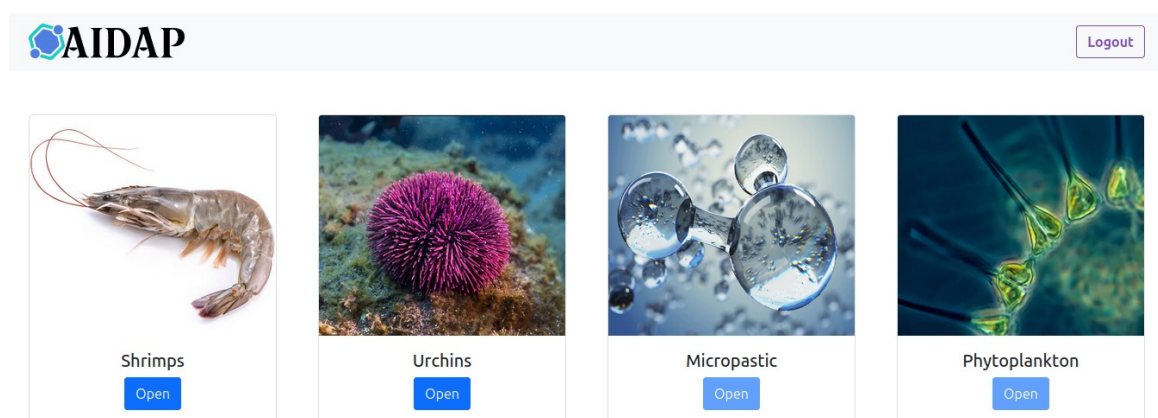 AIDAP
Logout
Shrimps
Urchins
Micropastic
Phytoplankton
Open
Open
Open
Open